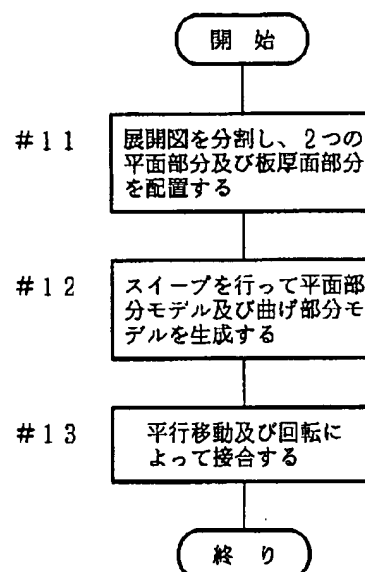 開 始
#11
展開図を分割し、2つの
平面部分及び板厚面部分
を配置する
#12
スイープを行って平面部
分モデル及び曲げ部分モ
デルを生成する
#13
平行移動及び回転に
よって接合する
終 り